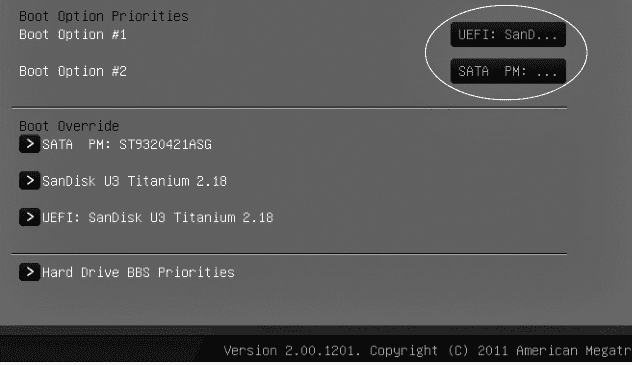 Boot Option Priorities
Boot Option #1 UEFI: SanD...
Boot Option #2 SATA PM: ...
Boot Override
> SATA PM: ST9320421ASG
> SanDisk U3 Titanium 2.18
> UEFI: SanDisk U3 Titanium 2.18
> Hard Drive BBS Priorities
Version 2.00.1201. Copyright (C) 2011 American Megatr